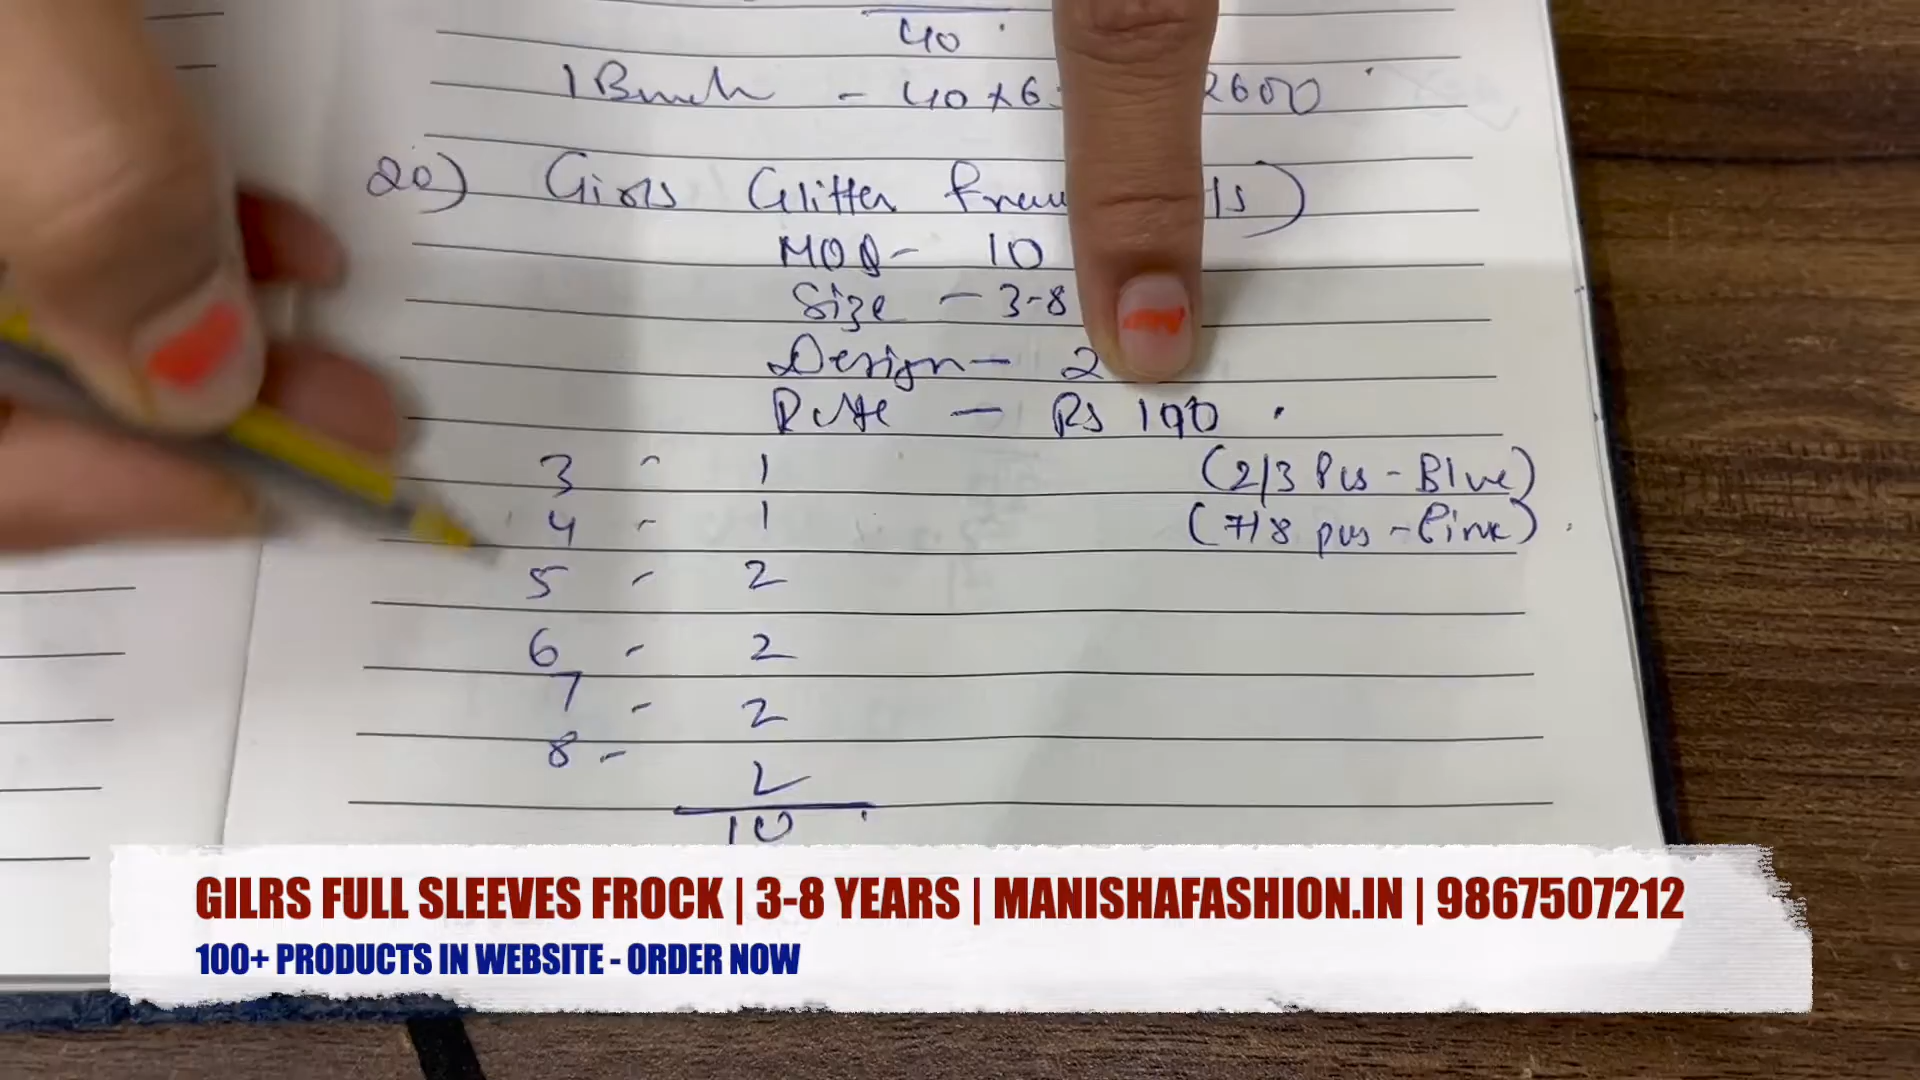 40
1 Bunch - 40 x 6 2600
20) Girls Glitter
MOQ - 10
Size - 3-8
Design - 2
Rate - Rs 190
3 - 1
4 - 1
5 - 2
6 - 2
7 - 2
8 - 2
10
(2/3 Pcs - Blue)
(7/8 pcs - Pink)
GILRS FULL SLEEVES FROCK | 3-8 YEARS | MANISHAFASHION.IN | 9867507212
100+ PRODUCTS IN WEBSITE - ORDER NOW